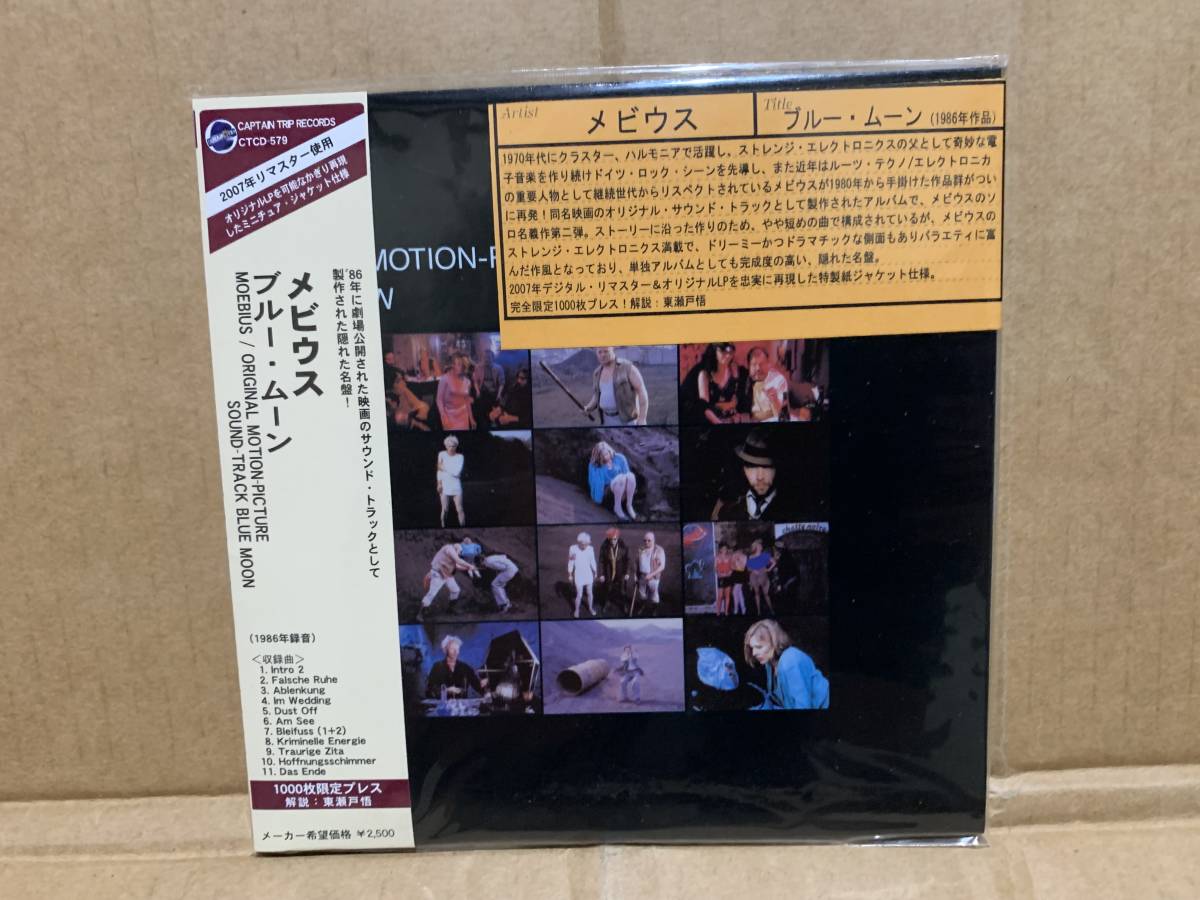 CAPTAIN TRIP RECORDS
CTCD-579
2007年リマスター使用
オリジナルLPを可能なかぎり再現
したミニチュア・ジャケット仕様
'86年に劇場公開された映画のサウンド・トラックとして
製作された隠れた名盤!
メビウス
ブルー・ムーン
MOEBIUS / ORIGINAL MOTION-PICTURE
SOUND-TRACK BLUE MOON
(1986年録音)
<収録曲>
1. Intro 2
2. Falsche Ruhe
3. Ablenkung
4. Im Wedding
5. Dust Off
6. Am See
7. Bleifuss (1+2)
8. Kriminelle Energie
9. Traurige Zita
10. Hoffnungsschimmer
11. Das Ende
1000枚限定プレス
解説:東瀬戸悟
メーカー希望価格 ¥2,500
Artist
メビウス
Title
ブルー・ムーン (1986年作品)
1970年代にクラスター、ハルモニアで活躍し、ストレンジ・エレクトロニクスの父として奇妙な電
子音楽を作り続けドイツ・ロック・シーンを先導し、また近年はルーツ・テクノ/エレクトロニカ
の重要人物として継続世代からリスペクトされているメビウスが1980年から手掛けた作品群がつい
に再発!同名映画のオリジナル・サウンド・トラックとして製作されたアルバムで、メビウスのソ
ロ名義作第二弾。ストーリーに沿った作りのため、やや短めの曲で構成されているが、メビウスの
ストレンジ・エレクトロニクス満載で、ドリーミーかつドラマチックな側面もありバラエティに富
んだ作風となっており、単独アルバムとしても完成度の高い、隠れた名盤。
2007年デジタル・リマスター&オリジナルLPを忠実に再現した特製紙ジャケット仕様。
完全限定1000枚プレス!解説:東瀬戸悟
MOTION-P